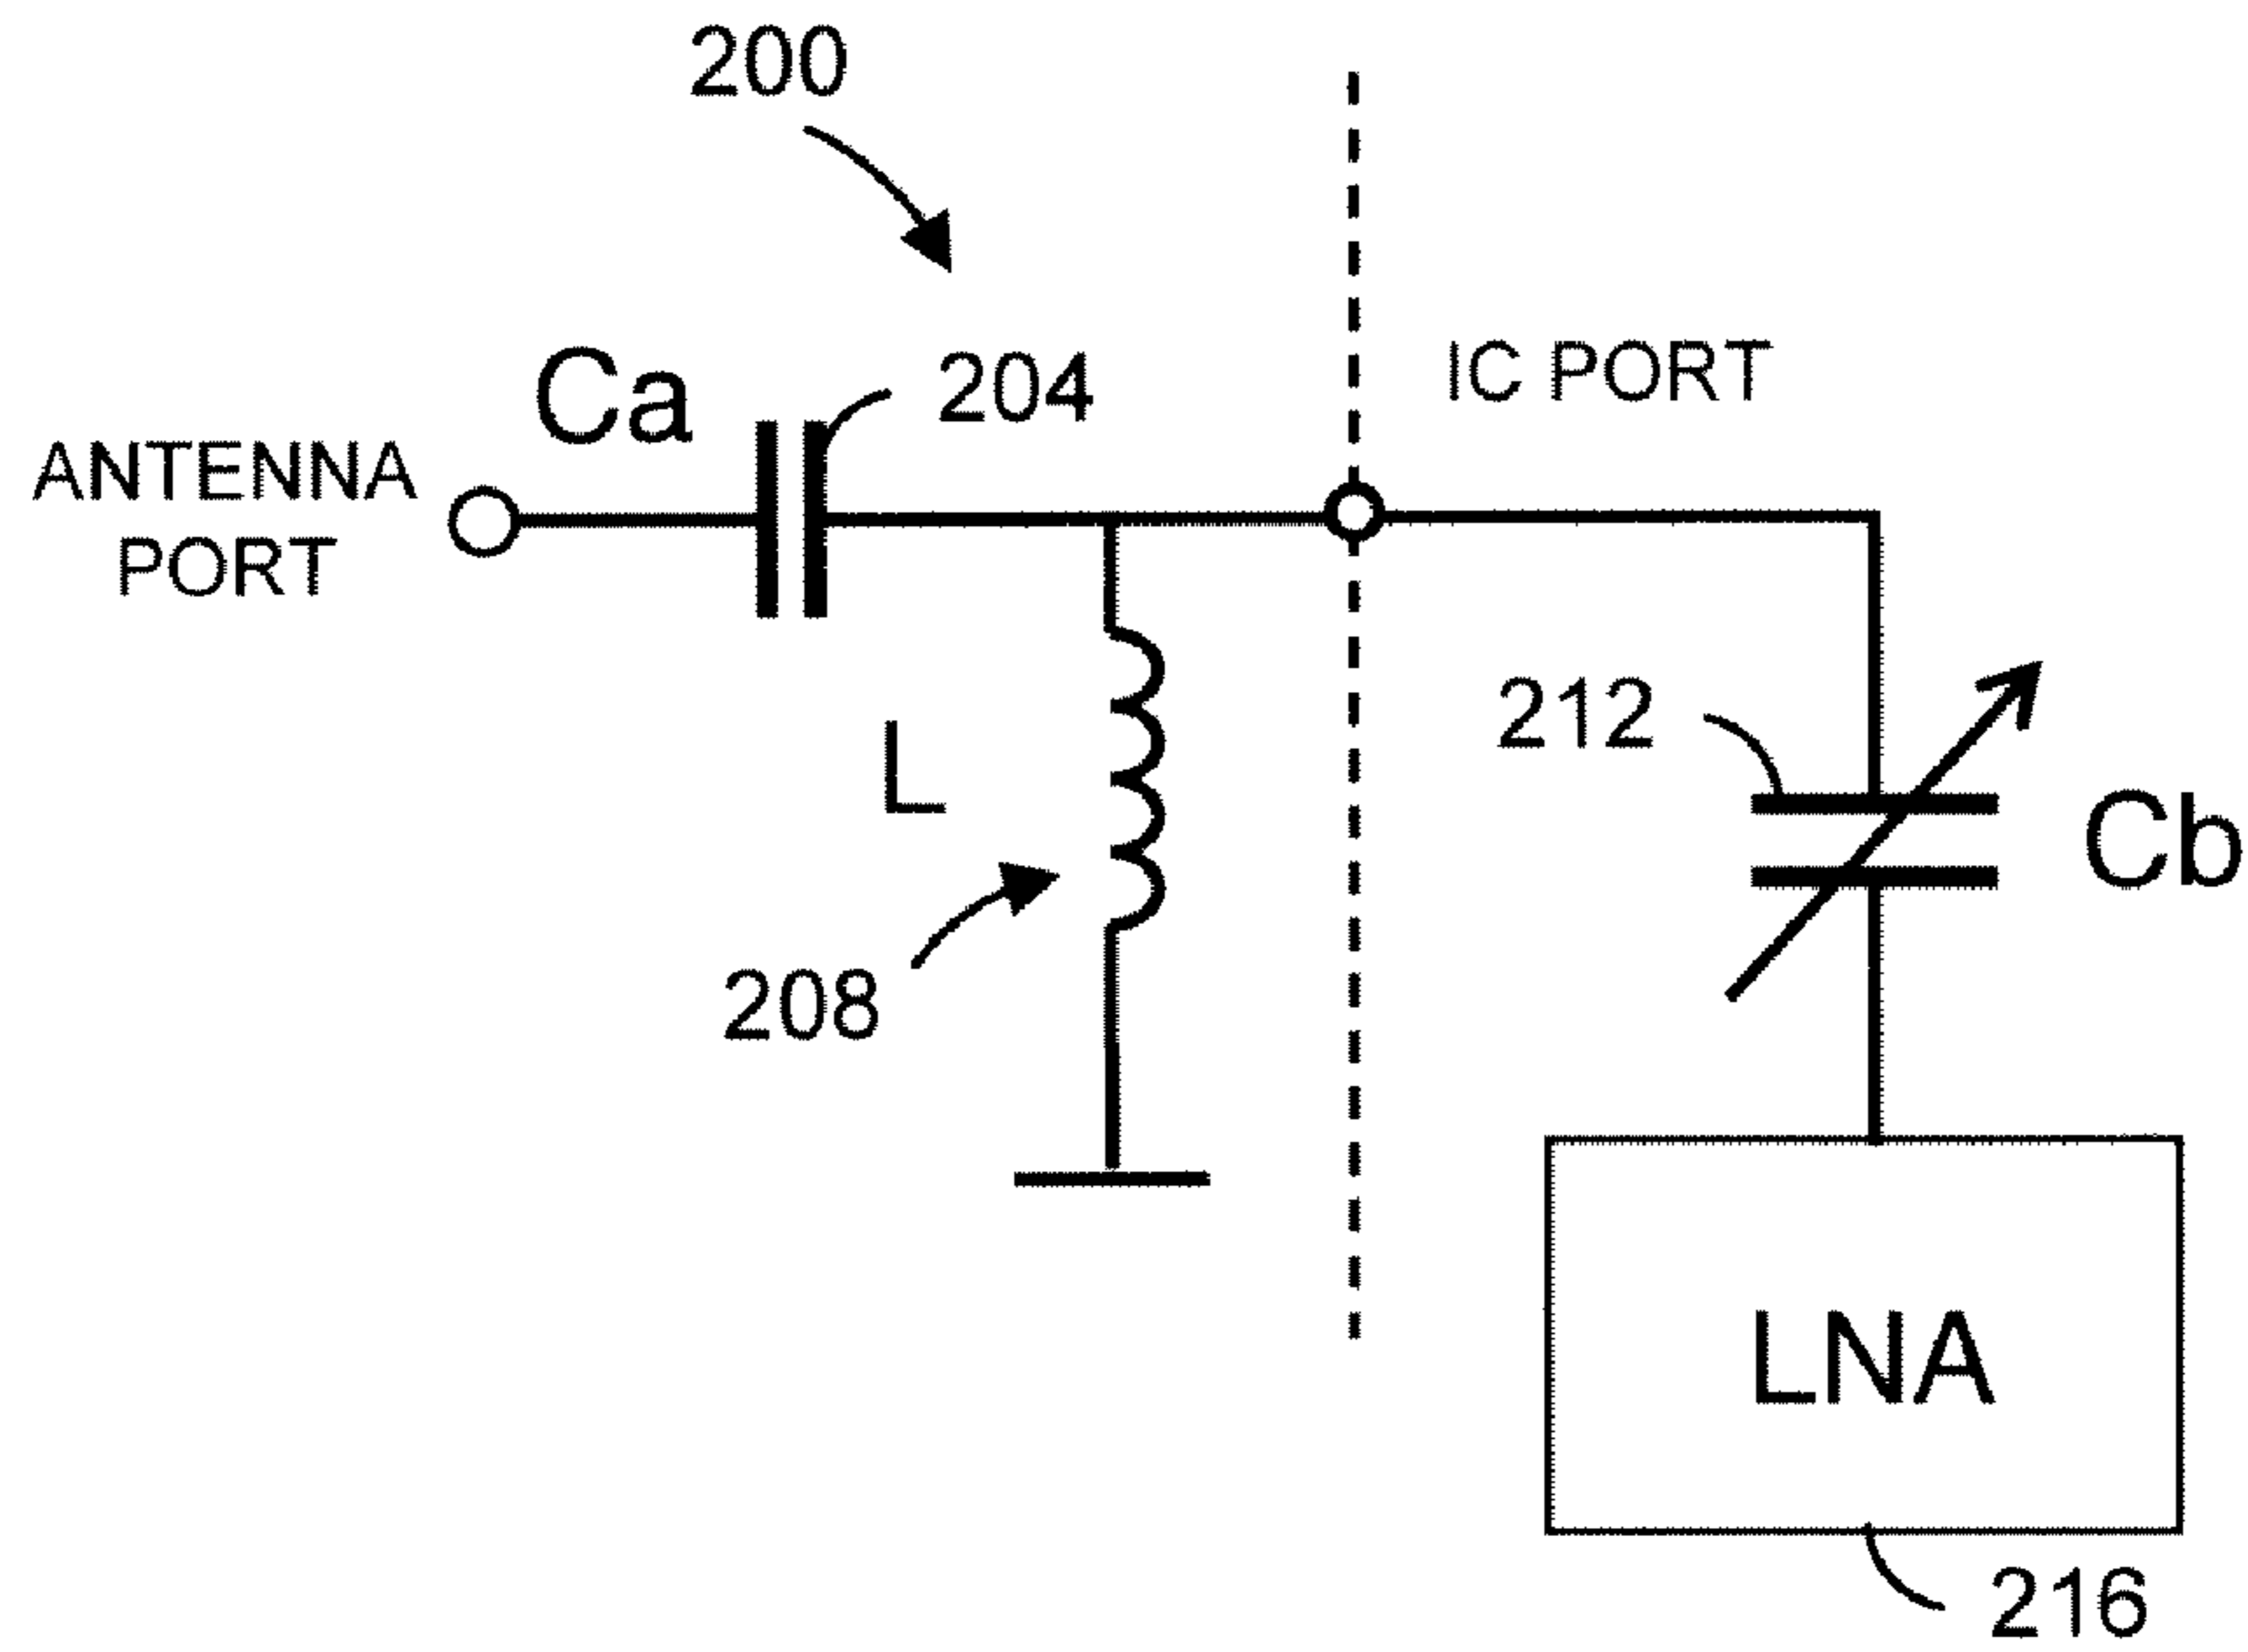 200
IC PORT
Ca
204
ANTENNA
PORT
212
L
Cb
208
LNA
216